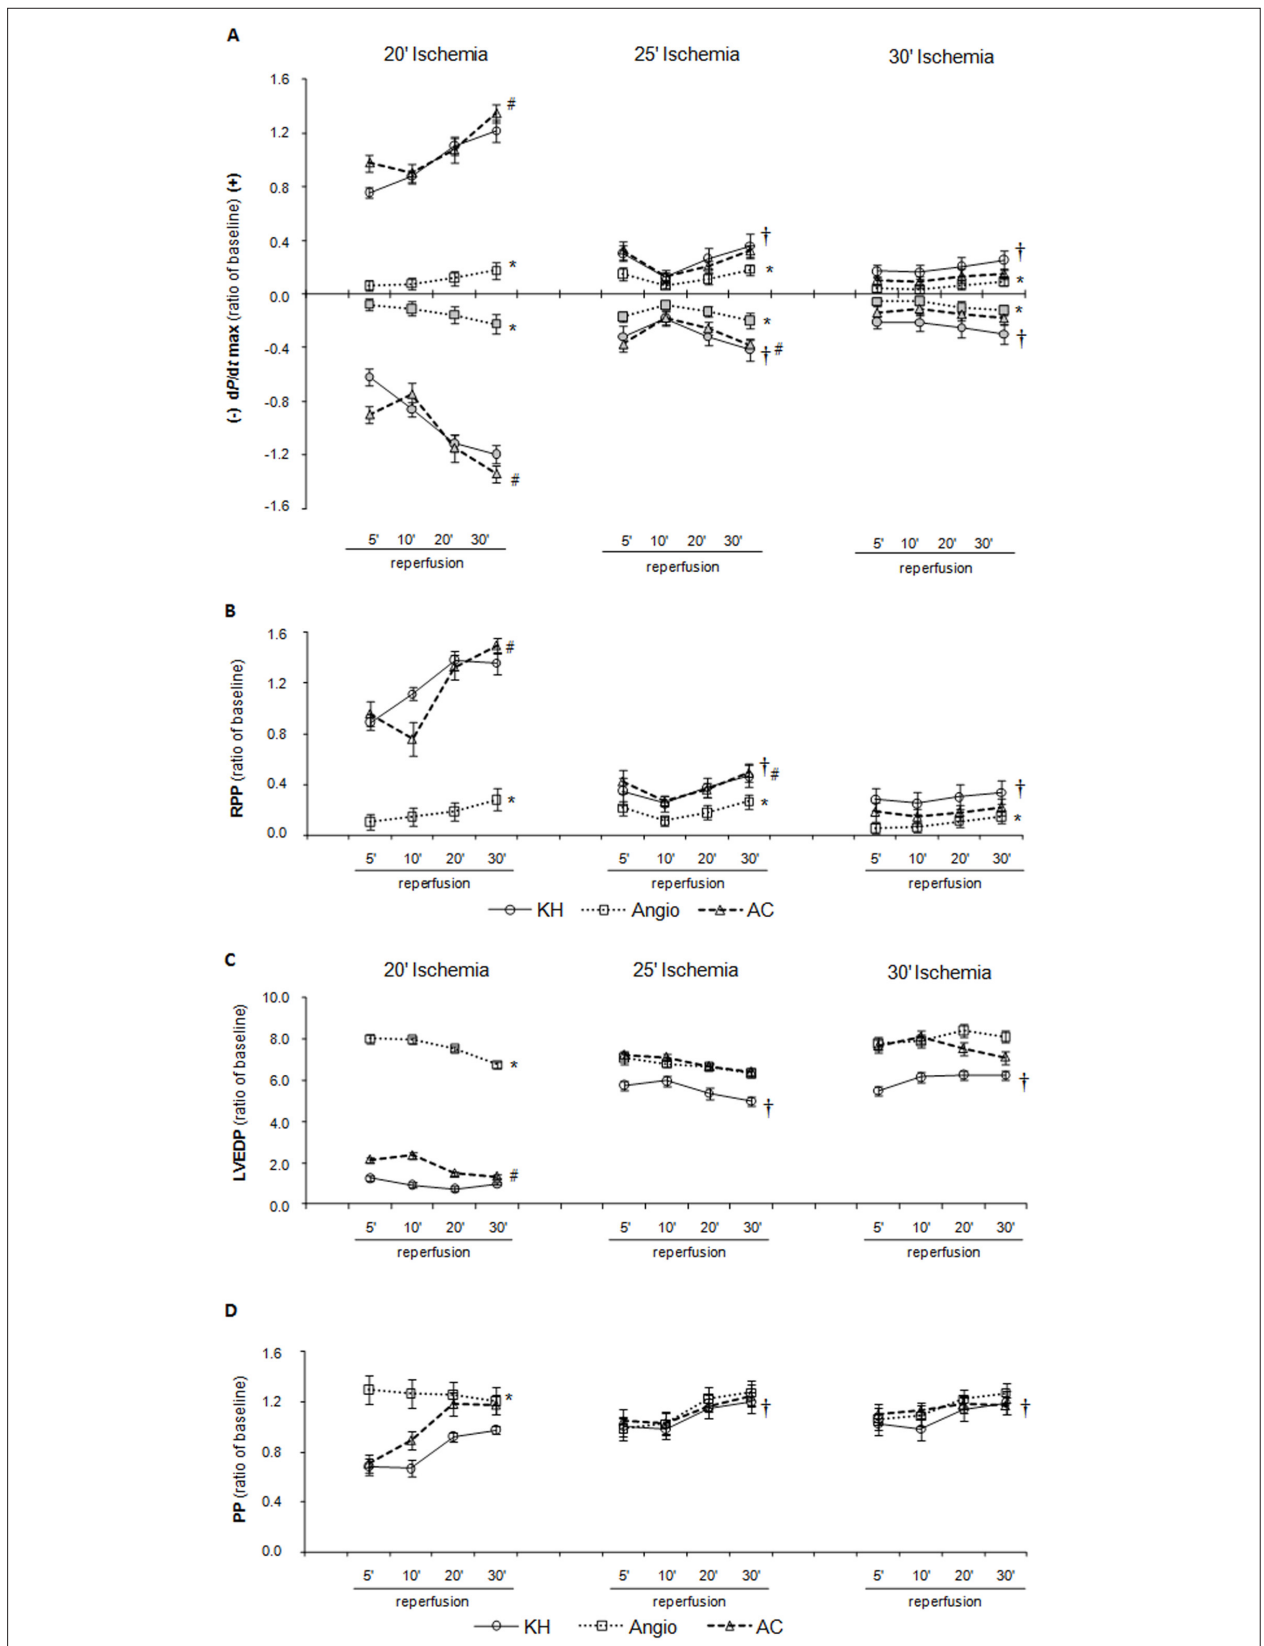 A
20' Ischemia 25' Ischemia 30' Ischemia
(-) dP/dt max (ratio of baseline) (+)
1.6
1.2
0.8
0.4
0.0
-0.4
-0.8
-1.2
-1.6
#
*
*
#
†
*
*
† #
†
*
*
†
5' 10' 20' 30' 5' 10' 20' 30' 5' 10' 20' 30'
reperfusion reperfusion reperfusion
B
RPP (ratio of baseline)
1.6
1.2
0.8
0.4
0.0
#
*
† #
*
†
*
5' 10' 20' 30' 5' 10' 20' 30' 5' 10' 20' 30'
reperfusion reperfusion reperfusion
KH Angio AC
C
20' Ischemia 25' Ischemia 30' Ischemia
LVEDP (ratio of baseline)
10.0
8.0
6.0
4.0
2.0
0.0
*
#
†
†
5' 10' 20' 30' 5' 10' 20' 30' 5' 10' 20' 30'
reperfusion reperfusion reperfusion
D
PP (ratio of baseline)
1.6
1.2
0.8
0.4
0.0
*
†
†
5' 10' 20' 30' 5' 10' 20' 30' 5' 10' 20' 30'
reperfusion reperfusion reperfusion
KH Angio AC